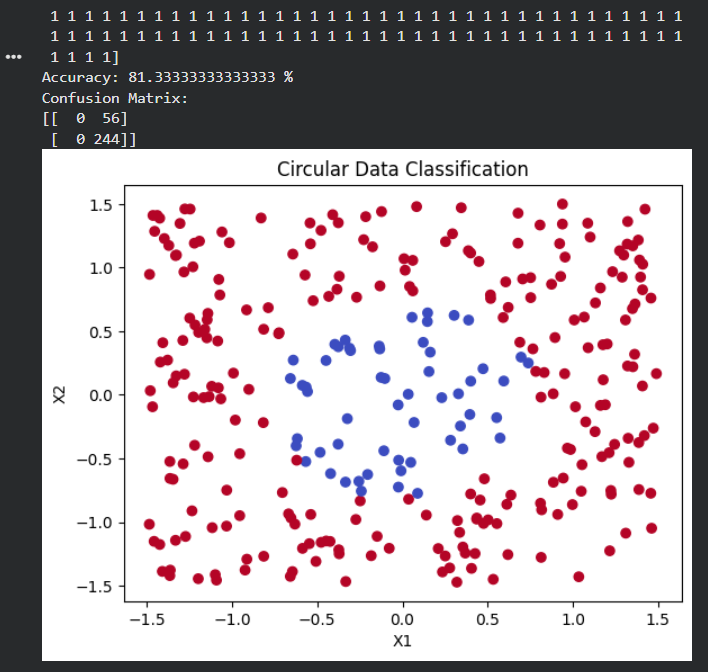 1 1 1 1 1 1 1 1 1 1 1 1 1 1 1 1 1 1 1 1 1 1 1 1 1 1 1 1 1 1 1 1 1 1 1 1 1
1 1 1 1 1 1 1 1 1 1 1 1 1 1 1 1 1 1 1 1 1 1 1 1 1 1 1 1 1 1 1 1 1 1 1 1 1
1 1 1 1]
Accuracy: 81.33333333333333 %
Confusion Matrix:
[[ 0 56]
[ 0 244]]
Circular Data Classification
1.5
1.0
0.5
0.0
−0.5
−1.0
−1.5
X2
−1.5 −1.0 −0.5 0.0 0.5 1.0 1.5
X1